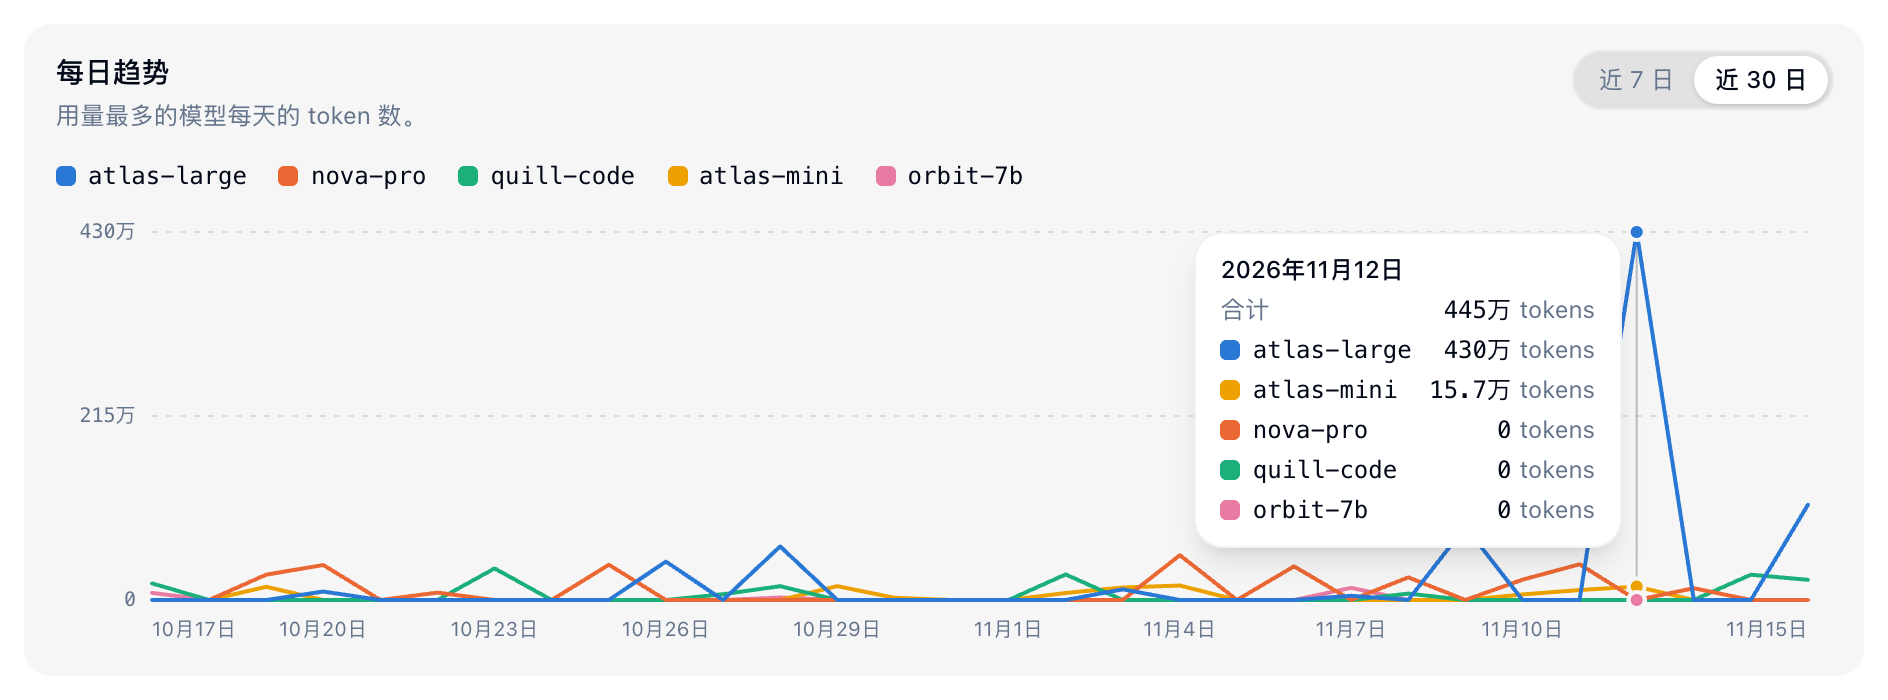 每日趋势
近 7 日 近 30 日
用量最多的模型每天的 token 数。
atlas-large nova-pro quill-code atlas-mini orbit-7b
430万
215万
0
2026年11月12日
合计 445万 tokens
atlas-large 430万 tokens
atlas-mini 15.7万 tokens
nova-pro 0 tokens
quill-code 0 tokens
orbit-7b 0 tokens
10月17日 10月20日 10月23日 10月26日 10月29日 11月1日 11月4日 11月7日 11月10日 11月15日